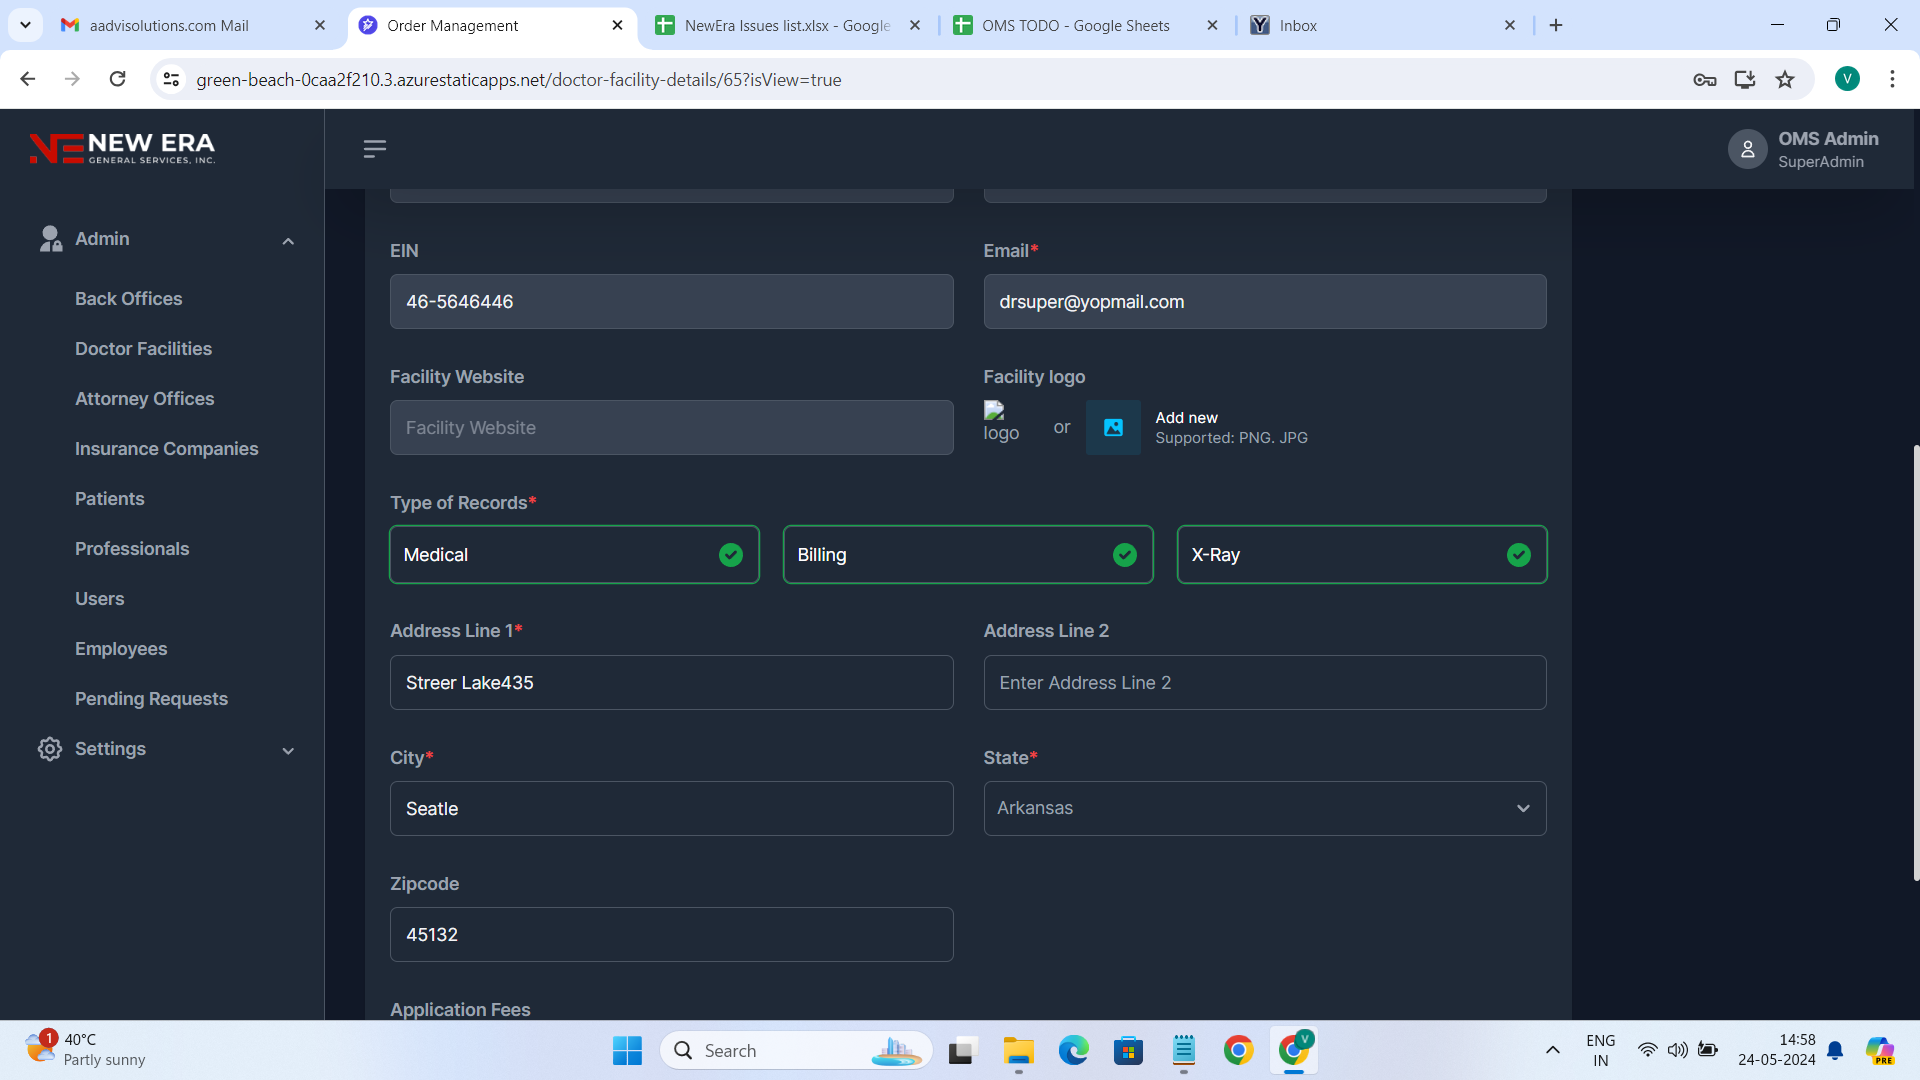 aadvisolutions.com Mail
Order Management
NewEra Issues list.xlsx - Google
OMS TODO - Google Sheets
Inbox
green-beach-0caa2f210.3.azurestaticapps.net/doctor-facility-details/65?isView=true
V
NE NEW ERA
GENERAL SERVICES, INC.
OMS Admin
SuperAdmin
Admin
Back Offices
Doctor Facilities
Attorney Offices
Insurance Companies
Patients
Professionals
Users
Employees
Pending Requests
Settings
EIN
Email*
46-5646446
drsuper@yopmail.com
Facility Website
Facility logo
Facility Website
logo
or
Add new
Supported: PNG. JPG
Type of Records*
Medical
Billing
X-Ray
Address Line 1*
Address Line 2
Streer Lake435
Enter Address Line 2
City*
State*
Seatle
Arkansas
Zipcode
45132
Application Fees
1
40°C
Partly sunny
Search
V
ENG
IN
14:58
24-05-2024
PRE